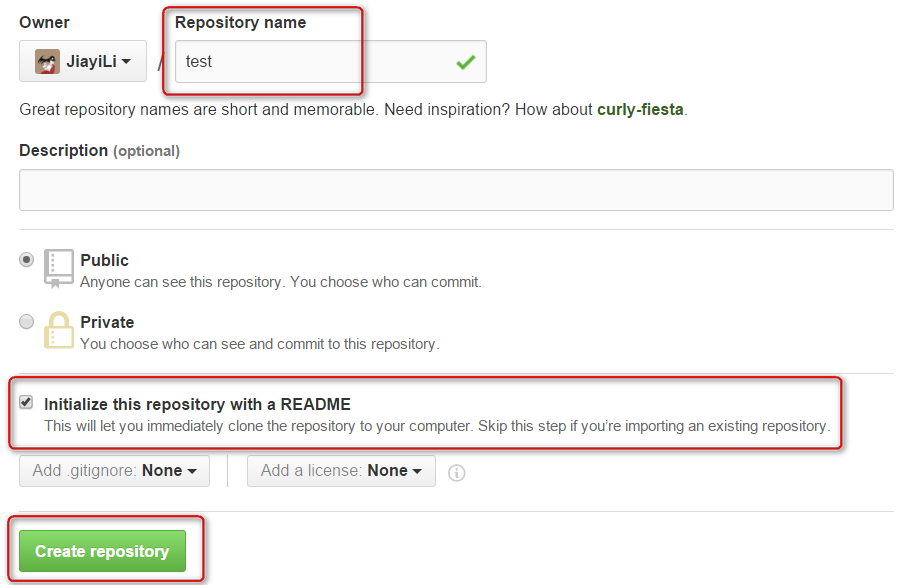 Owner Repository name
JiayiLi / test
Great repository names are short and memorable. Need inspiration? How about curly-fiesta.
Description (optional)
Public
Anyone can see this repository. You choose who can commit.
Private
You choose who can see and commit to this repository.
Initialize this repository with a README
This will let you immediately clone the repository to your computer. Skip this step if you’re importing an existing repository.
Add .gitignore: None Add a license: None
Create repository